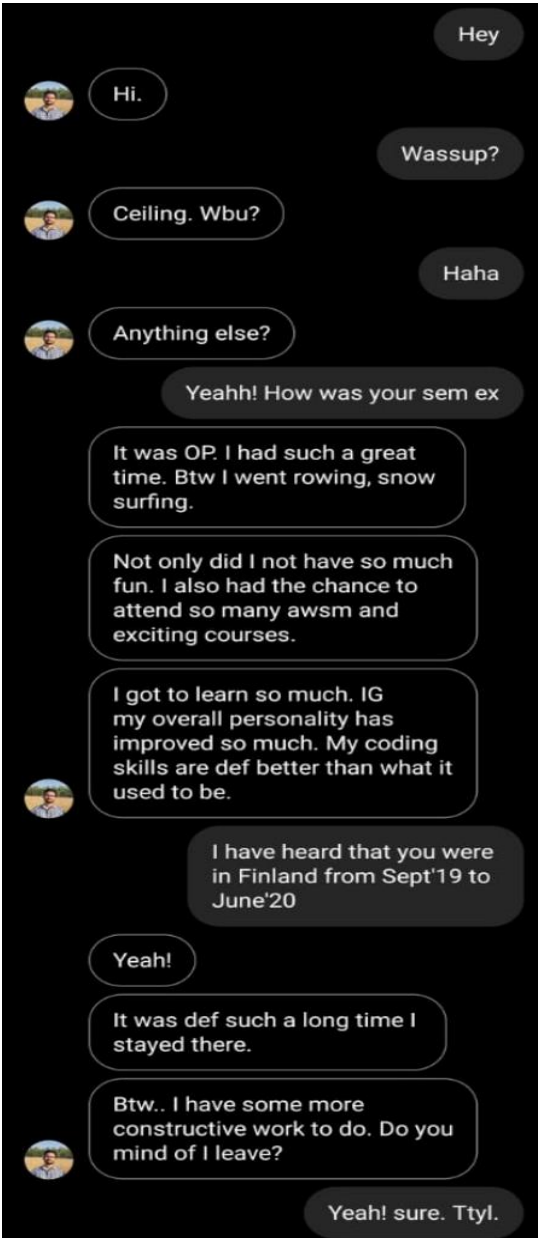 Hey
Hi.
Wassup?
Ceiling. Wbu?
Haha
Anything else?
Yeahh! How was your sem ex
It was OP. I had such a great
time. Btw I went rowing, snow
surfing.
Not only did I not have so much
fun. I also had the chance to
attend so many awsm and
exciting courses.
I got to learn so much. IG
my overall personality has
improved so much. My coding
skills are def better than what it
used to be.
I have heard that you were
in Finland from Sept'19 to
June'20
Yeah!
It was def such a long time I
stayed there.
Btw.. I have some more
constructive work to do. Do you
mind of I leave?
Yeah! sure. Ttyl.